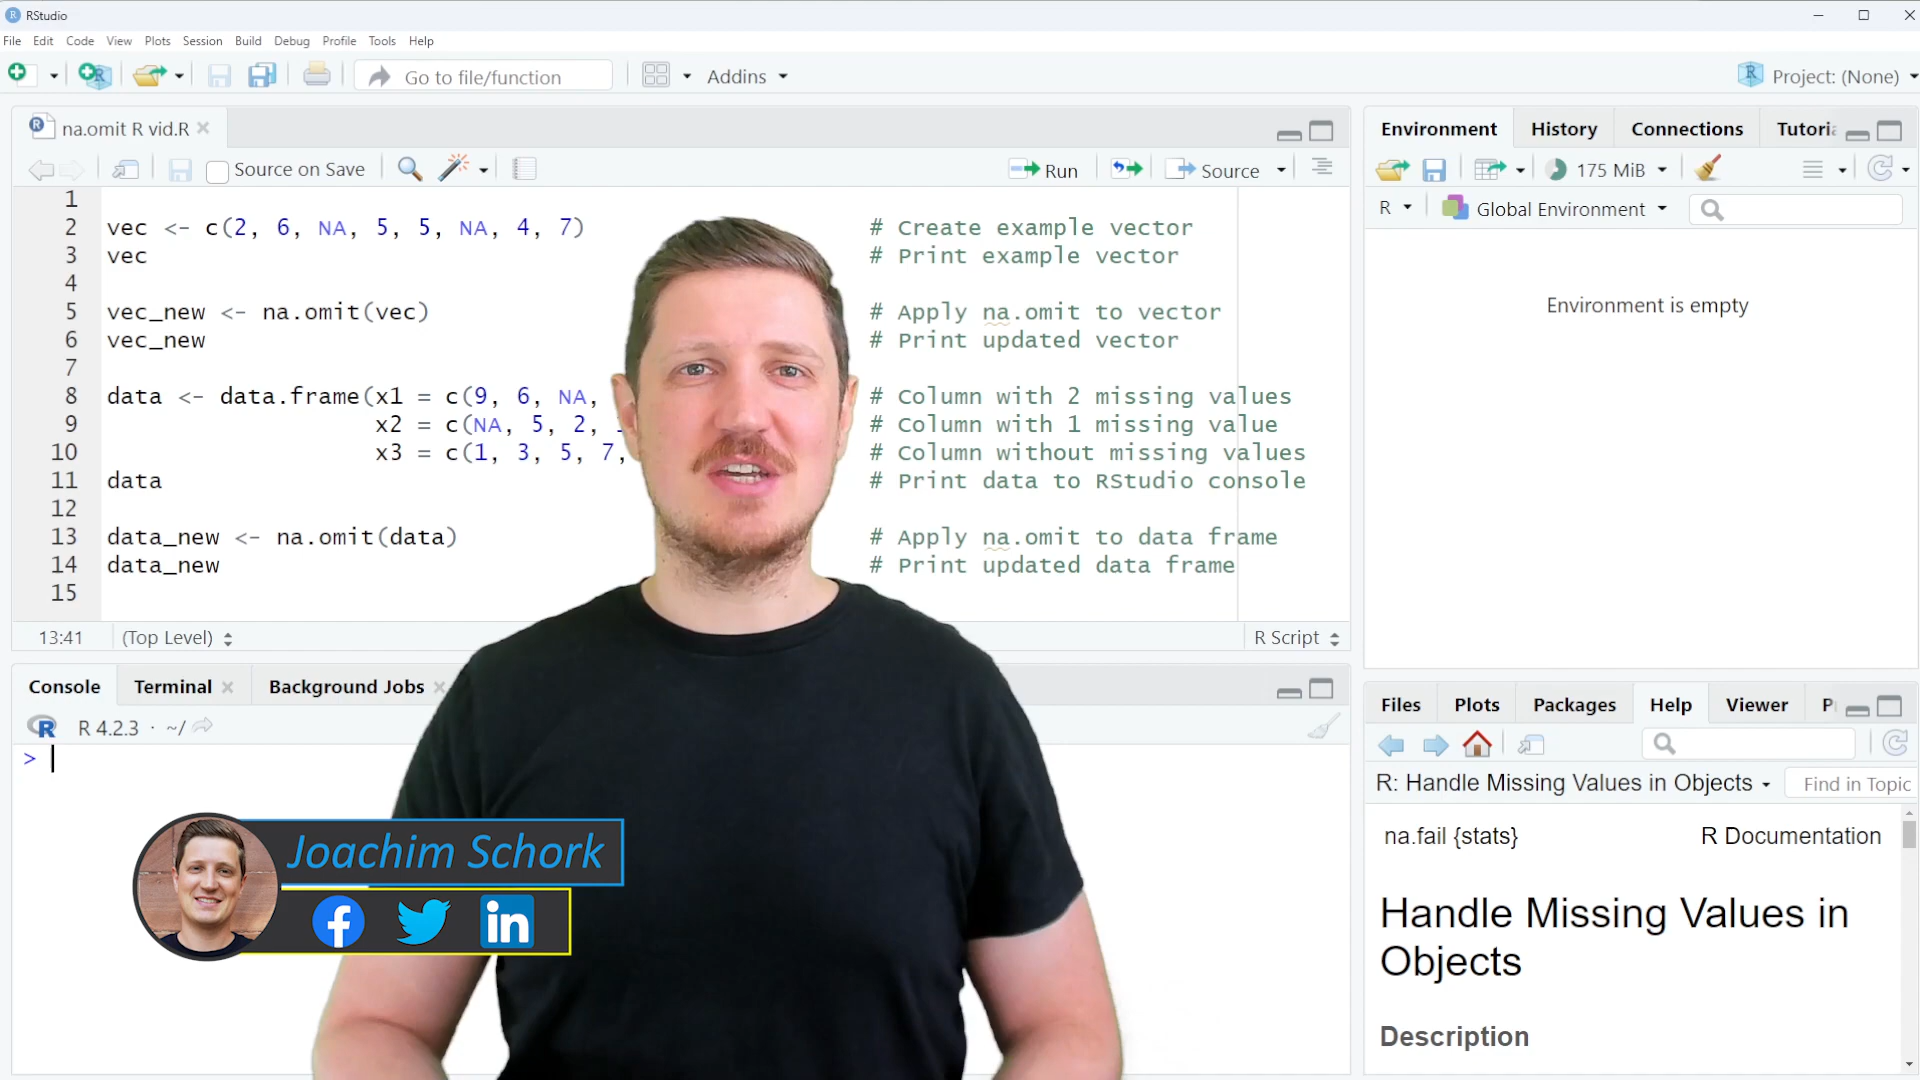 RStudio
File Edit Code View Plots Session Build Debug Profile Tools Help
Go to file/function Addins Project: (None)
na.omit R vid.R
Source on Save Run Source
1
2 vec <- c(2, 6, NA, 5, 5, NA, 4, 7) # Create example vector
3 vec # Print example vector
4
5 vec_new <- na.omit(vec) # Apply na.omit to vector
6 vec_new # Print updated vector
7
8 data <- data.frame(x1 = c(9, 6, NA, # Column with 2 missing values
9 x2 = c(NA, 5, 2, # Column with 1 missing value
10 x3 = c(1, 3, 5, 7, # Column without missing values
11 data # Print data to RStudio console
12
13 data_new <- na.omit(data) # Apply na.omit to data frame
14 data_new # Print updated data frame
15
13:41 (Top Level) R Script
Console Terminal Background Jobs
R 4.2.3 · ~/
>
Joachim Schork
f
in
Environment History Connections
175 MiB
R Global Environment
Environment is empty
Files Plots Packages Help Viewer
R: Handle Missing Values in Objects Find in Topic
na.fail {stats} R Documentation
Handle Missing Values in
Objects
Description